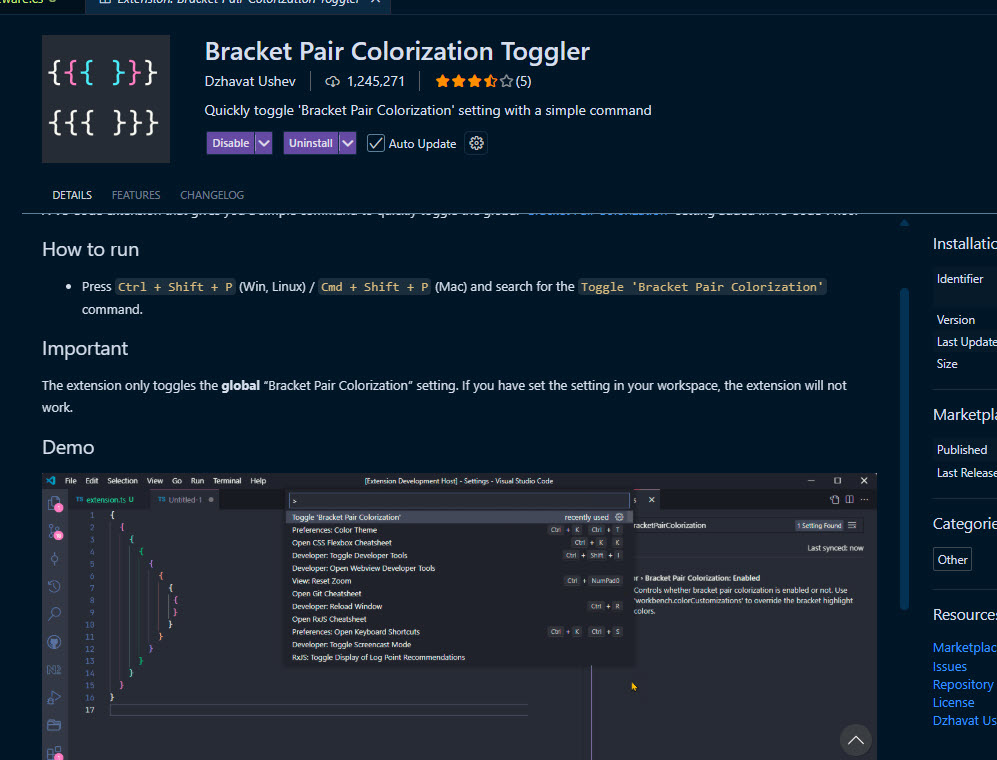 Extension: Bracket Pair Colorization Toggler
{{{ }}}
{{{ }}}
Bracket Pair Colorization Toggler
Dzhavat Ushev
1,245,271
(5)
Quickly toggle 'Bracket Pair Colorization' setting with a simple command
Disable
Uninstall
Auto Update
DETAILS FEATURES CHANGELOG
How to run
Press Ctrl + Shift + P (Win, Linux) / Cmd + Shift + P (Mac) and search for the Toggle 'Bracket Pair Colorization'
command.
Important
The extension only toggles the global “Bracket Pair Colorization” setting. If you have set the setting in your workspace, the extension will not
work.
Demo
File Edit Selection View Go Run Terminal Help
[Extension Development Host] - Settings - Visual Studio Code
TS extension.ts U
TS Untitled-1
>
Toggle 'Bracket Pair Colorization' recently used
Preferences: Color Theme Ctrl + K Ctrl + T
Open CSS Flexbox Cheatsheet Ctrl + K K
Developer: Toggle Developer Tools Ctrl + Shift + I
Developer: Open Webview Developer Tools
View: Reset Zoom Ctrl + NumPad0
Open Git Cheatsheet
Developer: Reload Window Ctrl + R
Open RxJS Cheatsheet
Preferences: Open Keyboard Shortcuts Ctrl + K Ctrl + S
Developer: Toggle Screencast Mode
RxJS: Toggle Display of Log Point Recommendations
1 {
2 {
3 {
4 {
5 {
6 {
7 {
8 {
9 }
10 }
11 }
12 }
13 }
14 }
15 }
16 }
17
racketPairColorization
1 Setting Found
Last synced: now
r › Bracket Pair Colorization: Enabled
Controls whether bracket pair colorization is enabled or not. Use
'workbench.colorCustomizations' to override the bracket highlight
colors.
Installatio
Identifier
Version
Last Update
Size
Marketpla
Published
Last Release
Categorie
Other
Resources
Marketplac
Issues
Repository
License
Dzhavat Us